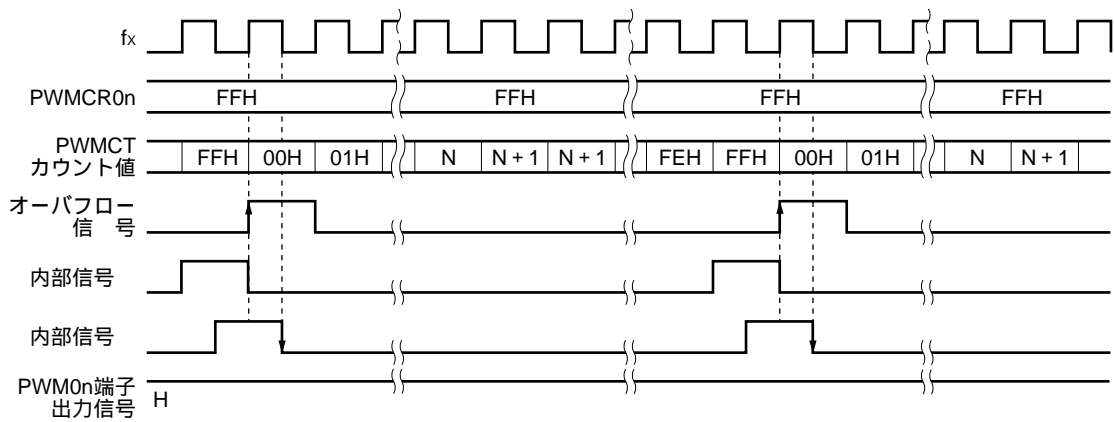 fX
PWMCR0n FFH FFH FFH FFH
PWMCT
カウント値
FFH 00H 01H N N + 1 N + 1 FEH FFH 00H 01H N N + 1
オーバフロー
信 号
内部信号
内部信号
PWM0n端子
出力信号
H